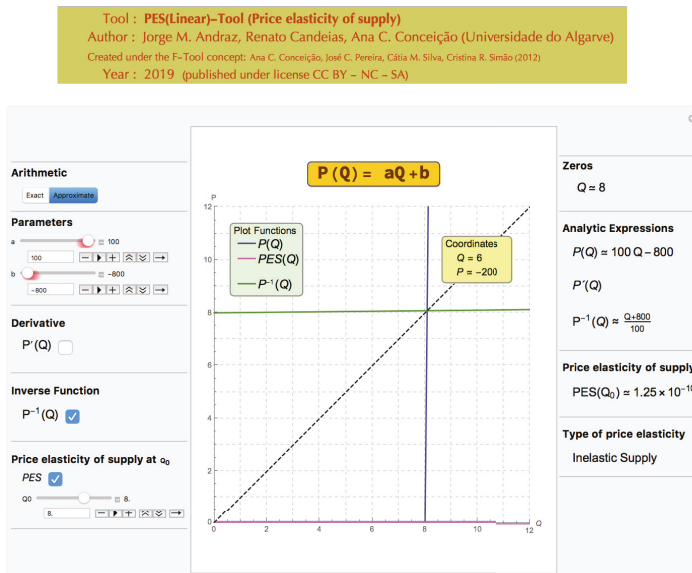 Tool : PES(Linear)–Tool (Price elasticity of supply)
Author : Jorge M. Andraz, Renato Candeias, Ana C. Conceição (Universidade do Algarve)
Created under the F–Tool concept: Ana C. Conceição, José C. Pereira, Cátia M. Silva, Cristina R. Simão (2012)
Year : 2019 (published under license CC BY – NC – SA)
Arithmetic
Exact Approximate
Parameters
a 100
100
b -800
-800
Derivative
P′(Q)
Inverse Function
P⁻¹(Q)
Price elasticity of supply at Q0
PES
Q0 8.
8.
P(Q) = aQ+b
P
12
10
8
6
4
2
0
0 2 4 6 8 10 12
Q
Plot Functions
P(Q)
PES(Q)
P⁻¹(Q)
Coordinates
Q = 6
P ≃ -200
Zeros
Q ≃ 8
Analytic Expressions
P(Q) ≃ 100 Q – 800
P′(Q)
P⁻¹(Q) ≈ Q+800
100
Price elasticity of supply
PES(Q₀) ≃ 1.25 × 10⁻¹⁰
Type of price elasticity
Inelastic Supply